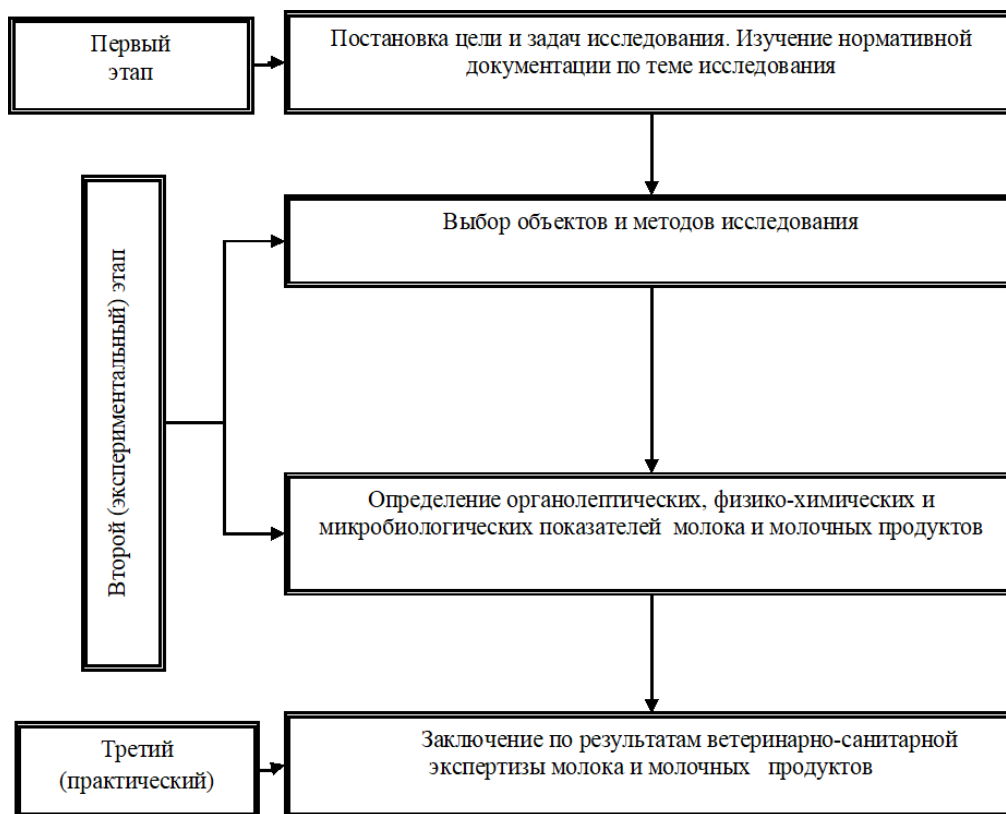 Первый
этап
Постановка цели и задач исследования. Изучение нормативной
документации по теме исследования
Второй (экспериментальный) этап
Выбор объектов и методов исследования
Определение органолептических, физико-химических и
микробиологических показателей молока и молочных продуктов
Третий
(практический)
Заключение по результатам ветеринарно-санитарной
экспертизы молока и молочных продуктов